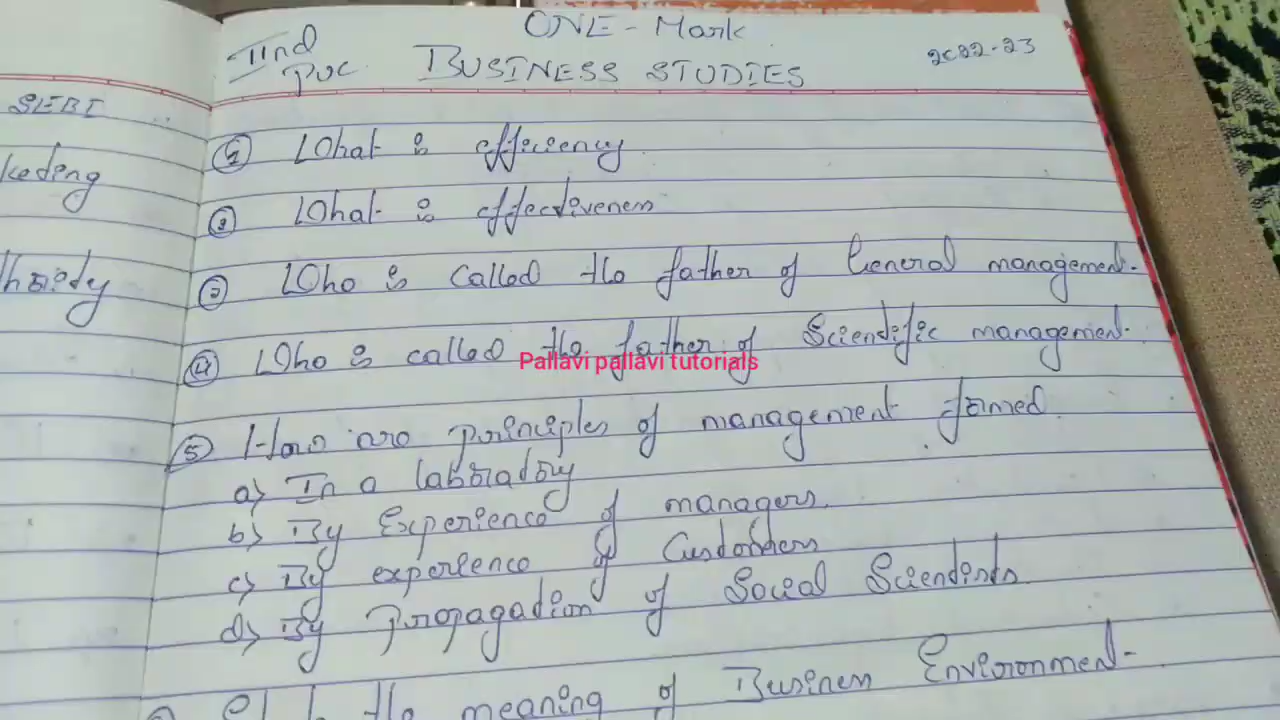 SEBI
keding
ONE-Mark
IInd PUC BUSINESS STUDIES 2022-23
① What is efficiency
② What is effectiveness
③ Who is called the father of General management.
④ Who is called the father of Scientific management.
Pallavi pallavi tutorials
⑤ How are principles of management formed
a) In a laboratory
b) By Experience of managers
c) By experience of Customers
d) By Propagation of Social Scientists
the meaning of Business Environment-